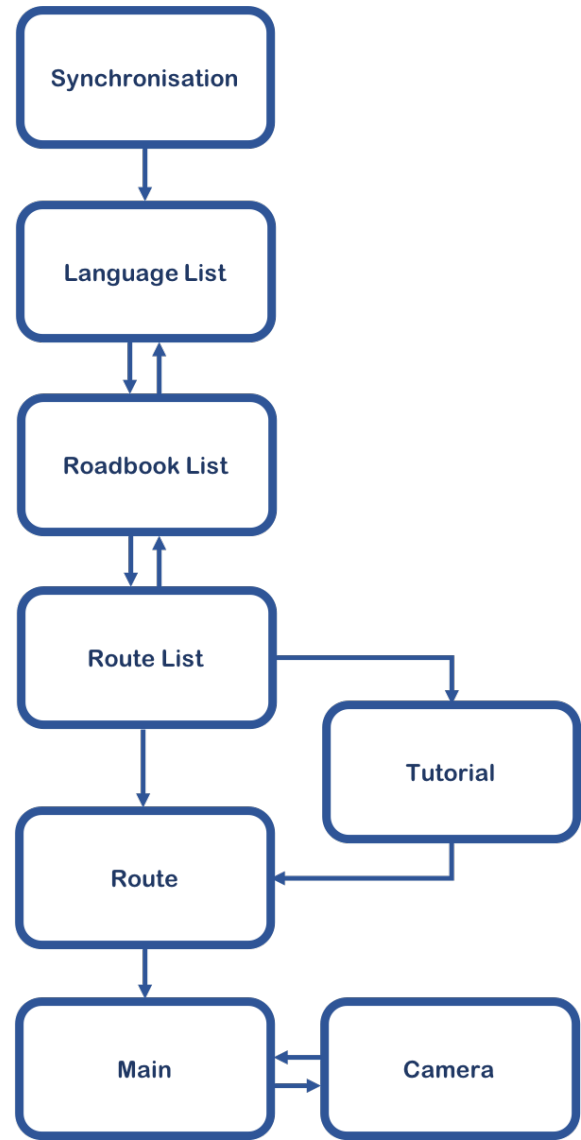 Synchronisation
Language List
Roadbook List
Route List
Tutorial
Route
Main
Camera